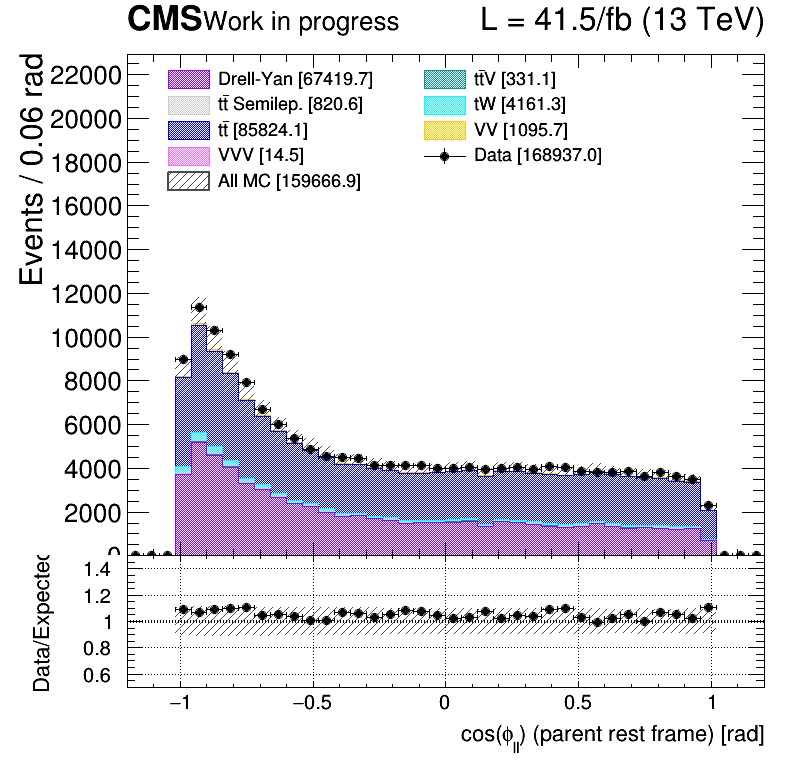 CMS Work in progress L = 41.5/fb (13 TeV)
Events / 0.06 rad
22000
20000
18000
16000
14000
12000
10000
8000
6000
4000
2000
0
Drell-Yan [67419.7]
tt̄ Semilep. [820.6]
tt̄ [85824.1]
VVV [14.5]
All MC [159666.9]
tt̄V [331.1]
tW [4161.3]
VV [1095.7]
Data [168937.0]
Data/Expected
1.4
1.2
1
0.8
0.6
−1 −0.5 0 0.5 1
cos(ϕ_ll) (parent rest frame) [rad]